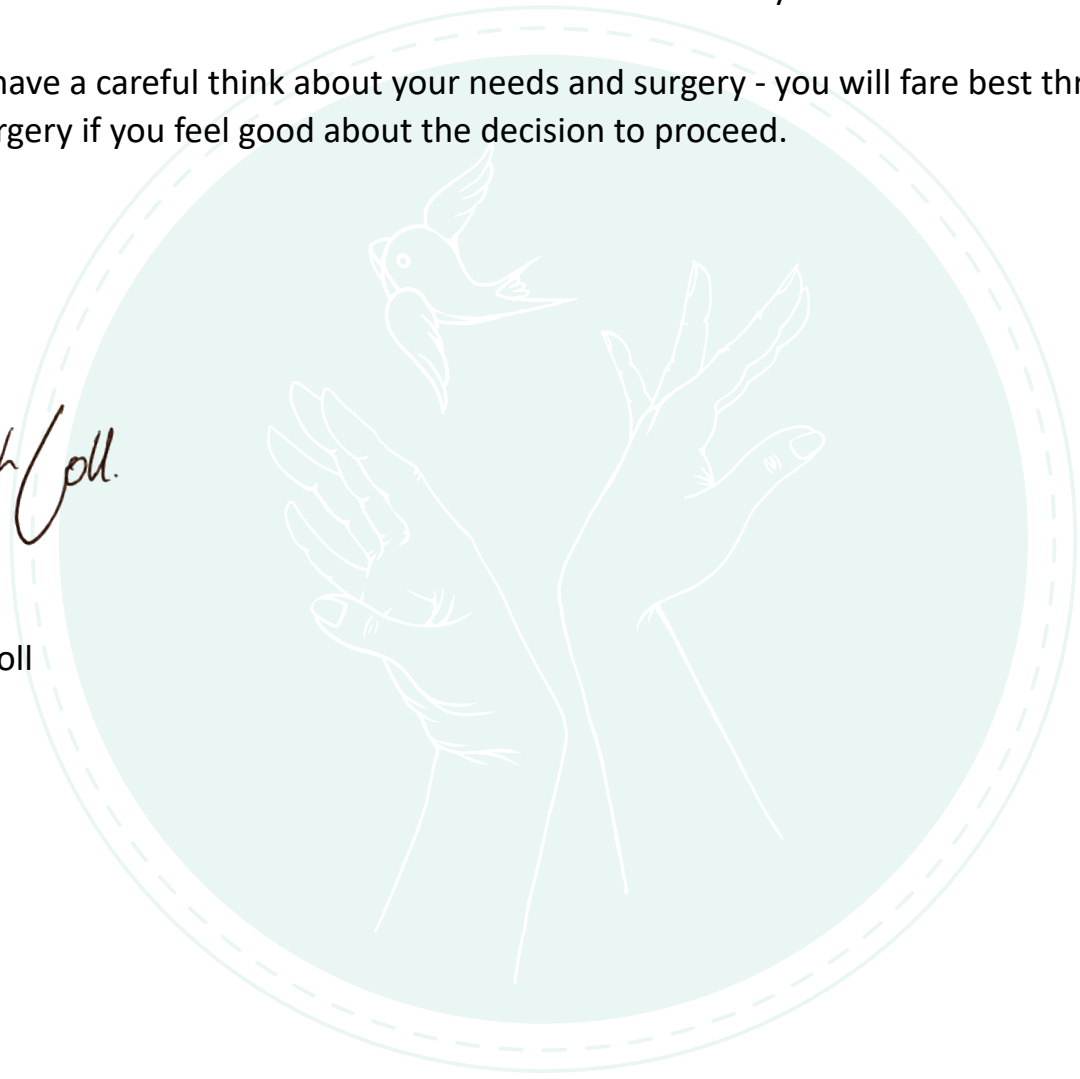 have a careful think about your needs and surgery - you will fare best thr
rgery if you feel good about the decision to proceed.
Coll.
oll